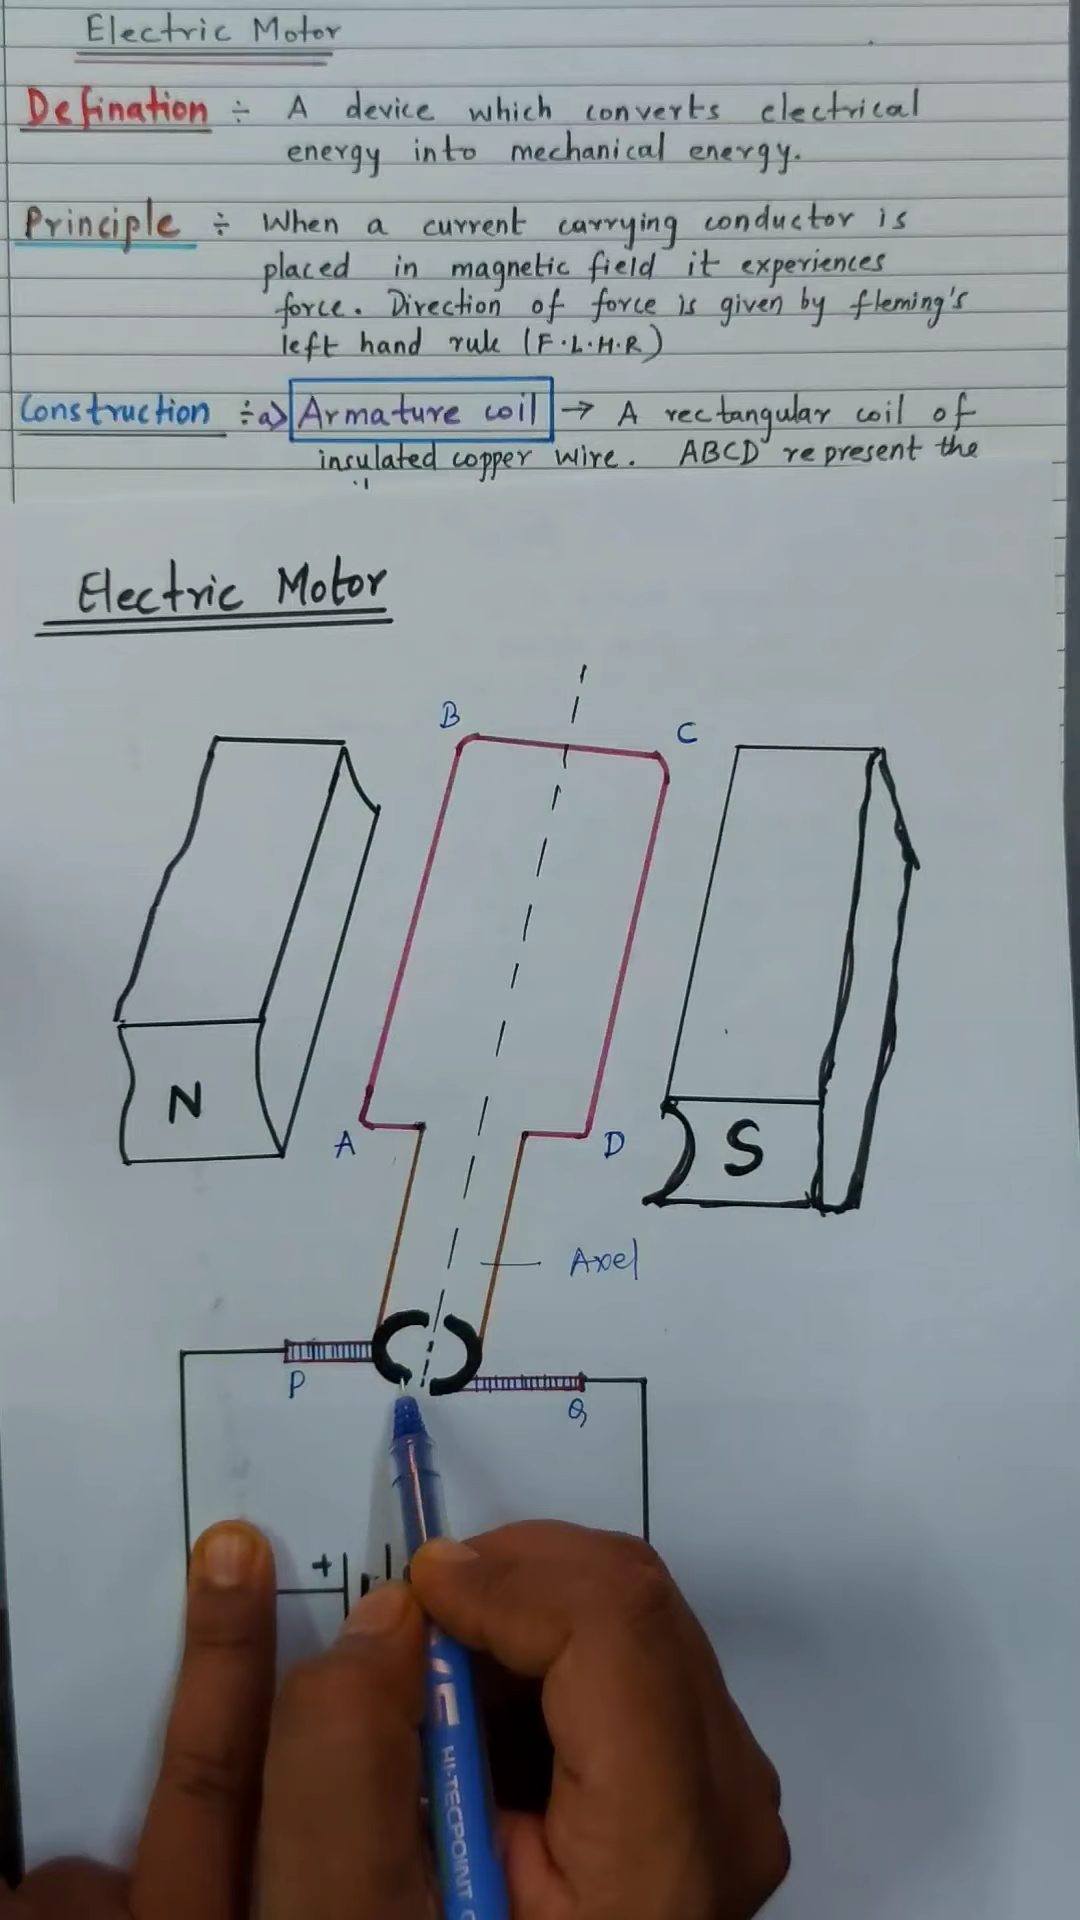 Electric Motor
Defination ÷ A device which converts electrical
energy into mechanical energy.
Principle ÷ When a current carrying conductor is
placed in magnetic field it experiences
force. Direction of force is given by fleming's
left hand rule (F.L.H.R)
Construction ÷ a) Armature coil → A rectangular coil of
insulated copper wire. ABCD represent the
Electric Motor
B
C
N
A
D
S
Axel
P
Q
+
HI-TECPOINT